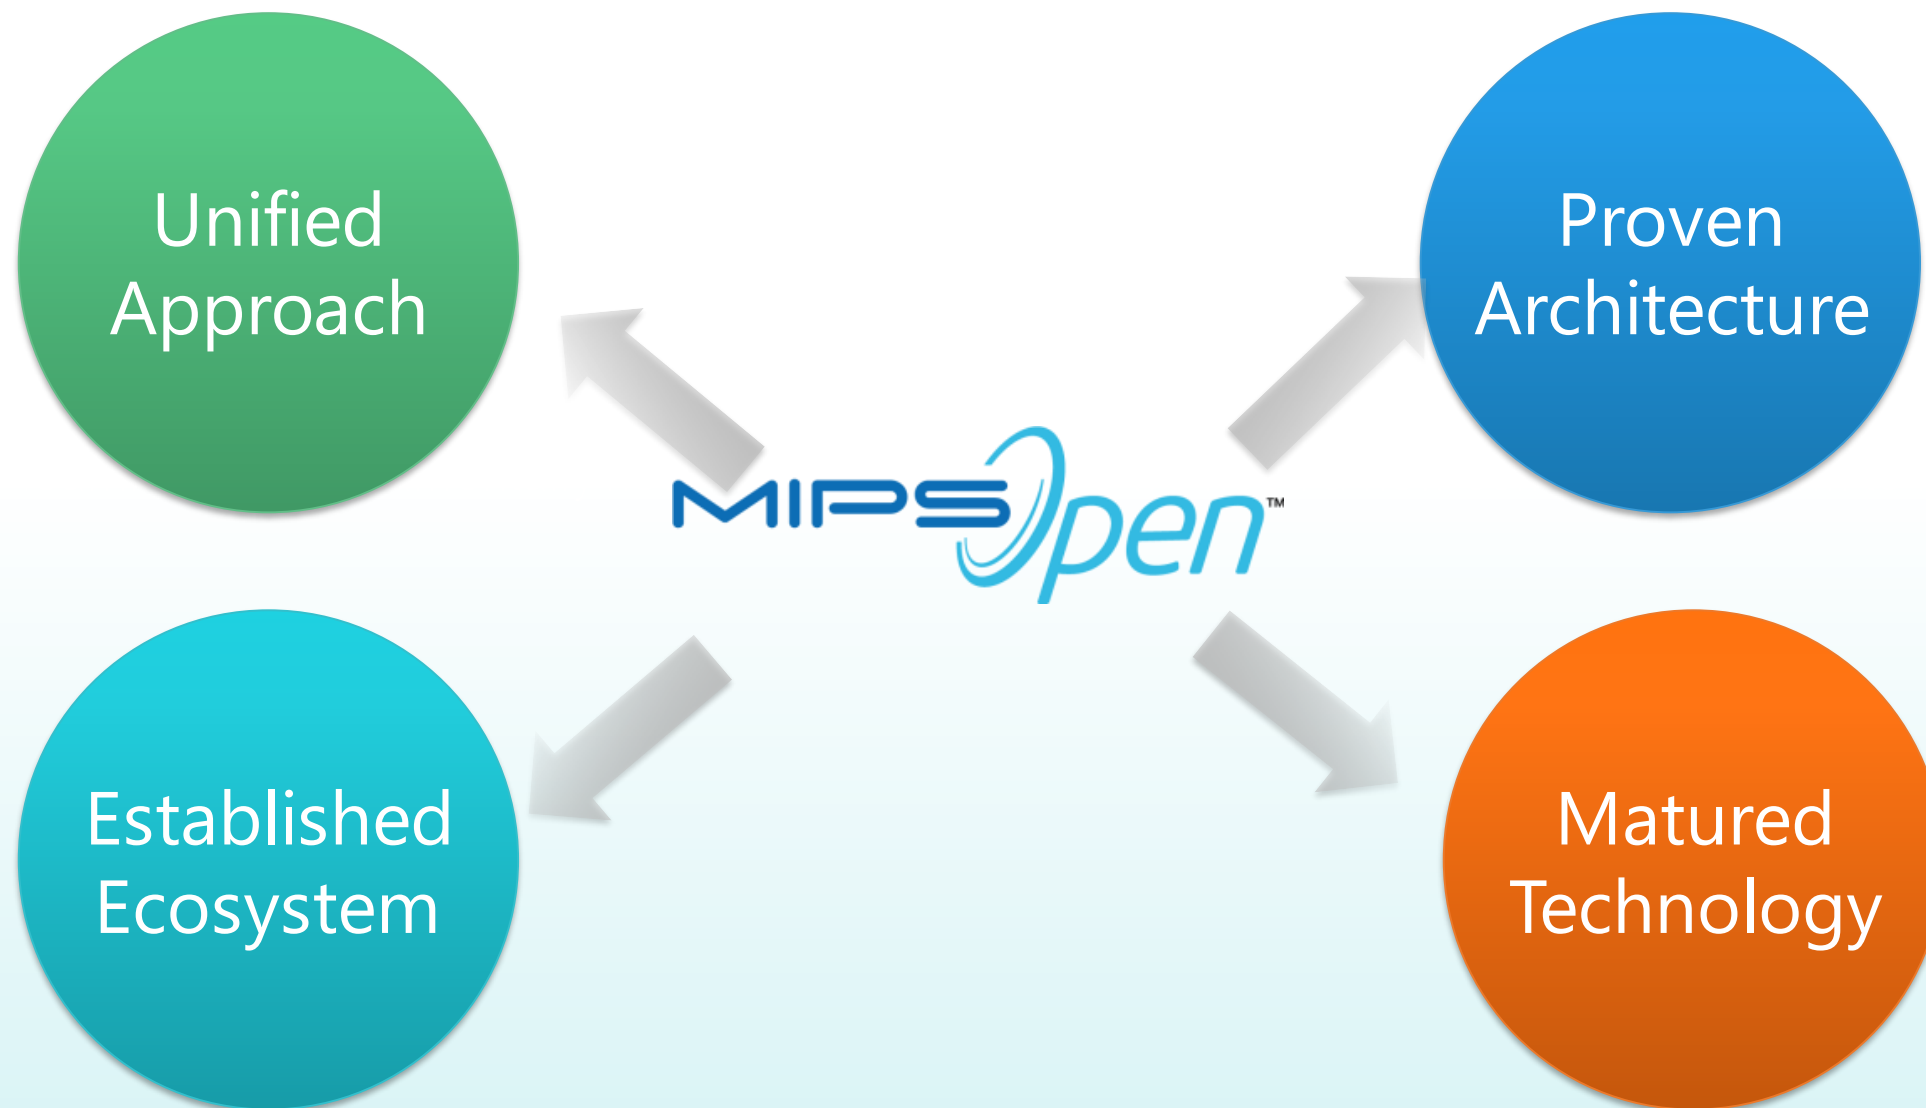 Unified
Approach
Proven
Architecture
MIPS Open™
Established
Ecosystem
Matured
Technology